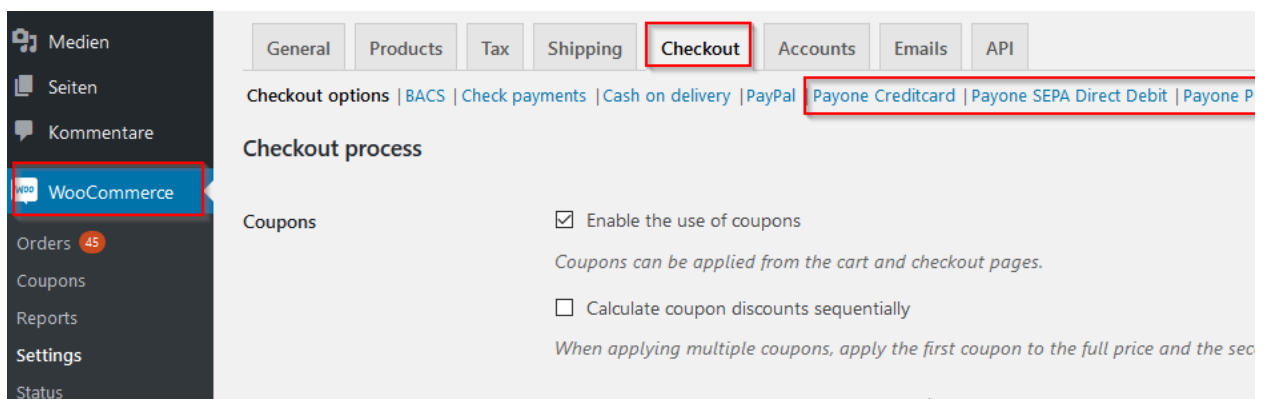 Medien
Seiten
Kommentare
WOO WooCommerce
Orders 45
Coupons
Reports
Settings
Status
General Products Tax Shipping Checkout Accounts Emails API
Checkout options | BACS | Check payments | Cash on delivery | PayPal | Payone Creditcard | Payone SEPA Direct Debit | Payone P
Checkout process
Coupons
Enable the use of coupons
Coupons can be applied from the cart and checkout pages.
Calculate coupon discounts sequentially
When applying multiple coupons, apply the first coupon to the full price and the sec